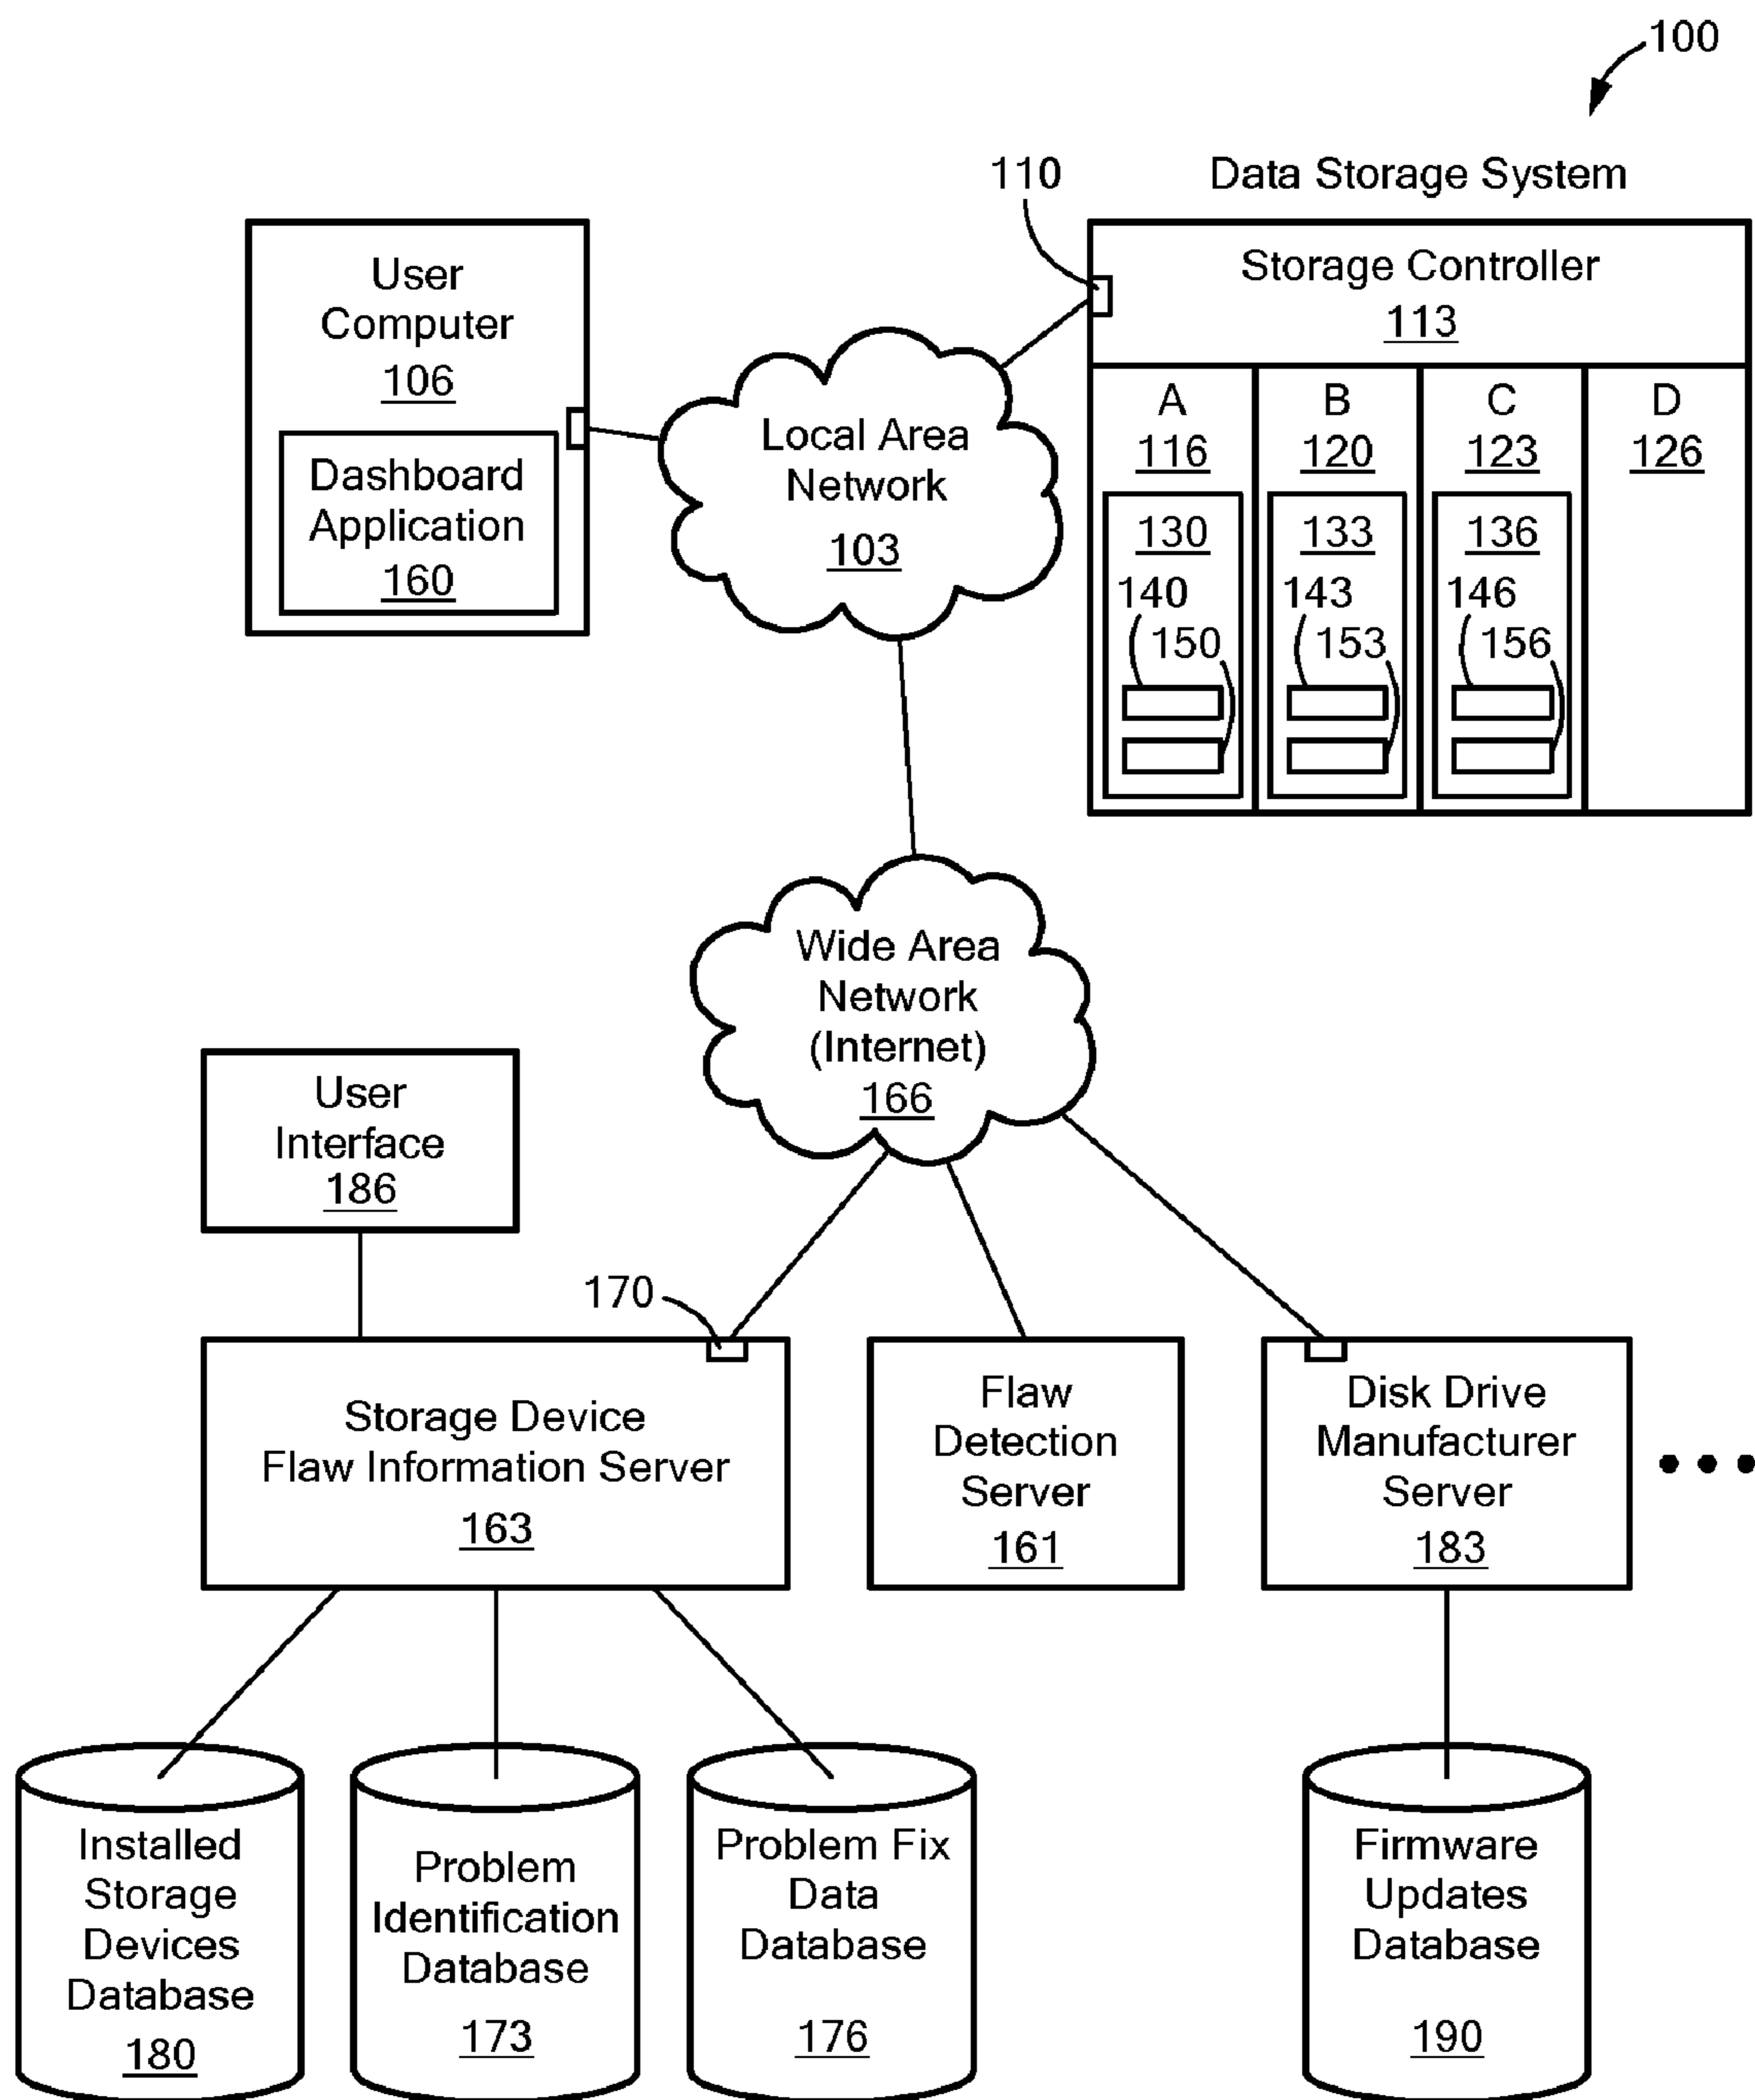 100
110
Data Storage System
User
Computer
106
Dashboard
Application
160
Local Area
Network
103
Storage Controller
113
A B C D
116 120 123 126
130 133 136
140 143 146
150 153 156
Wide Area
Network
(Internet)
166
User
Interface
186
170
Storage Device
Flaw Information Server
163
Flaw
Detection
Server
161
Disk Drive
Manufacturer
Server
183
Installed
Storage
Devices
Database
180
Problem
Identification
Database
173
Problem Fix
Data
Database
176
Firmware
Updates
Database
190